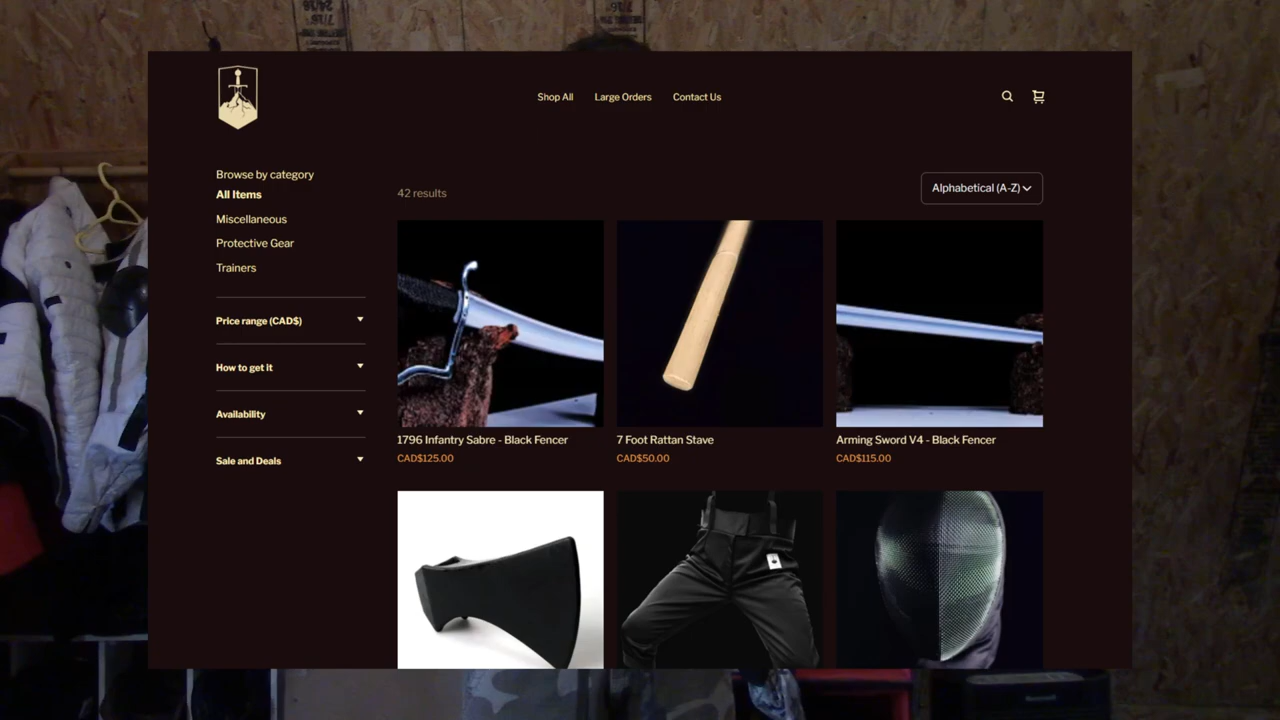 Shop All
Large Orders
Contact Us
Browse by category
All Items
Miscellaneous
Protective Gear
Trainers
Price range (CAD$)
How to get it
Availability
Sale and Deals
42 results
Alphabetical (A-Z)
1796 Infantry Sabre - Black Fencer
CAD$125.00
7 Foot Rattan Stave
CAD$50.00
Arming Sword V4 - Black Fencer
CAD$115.00